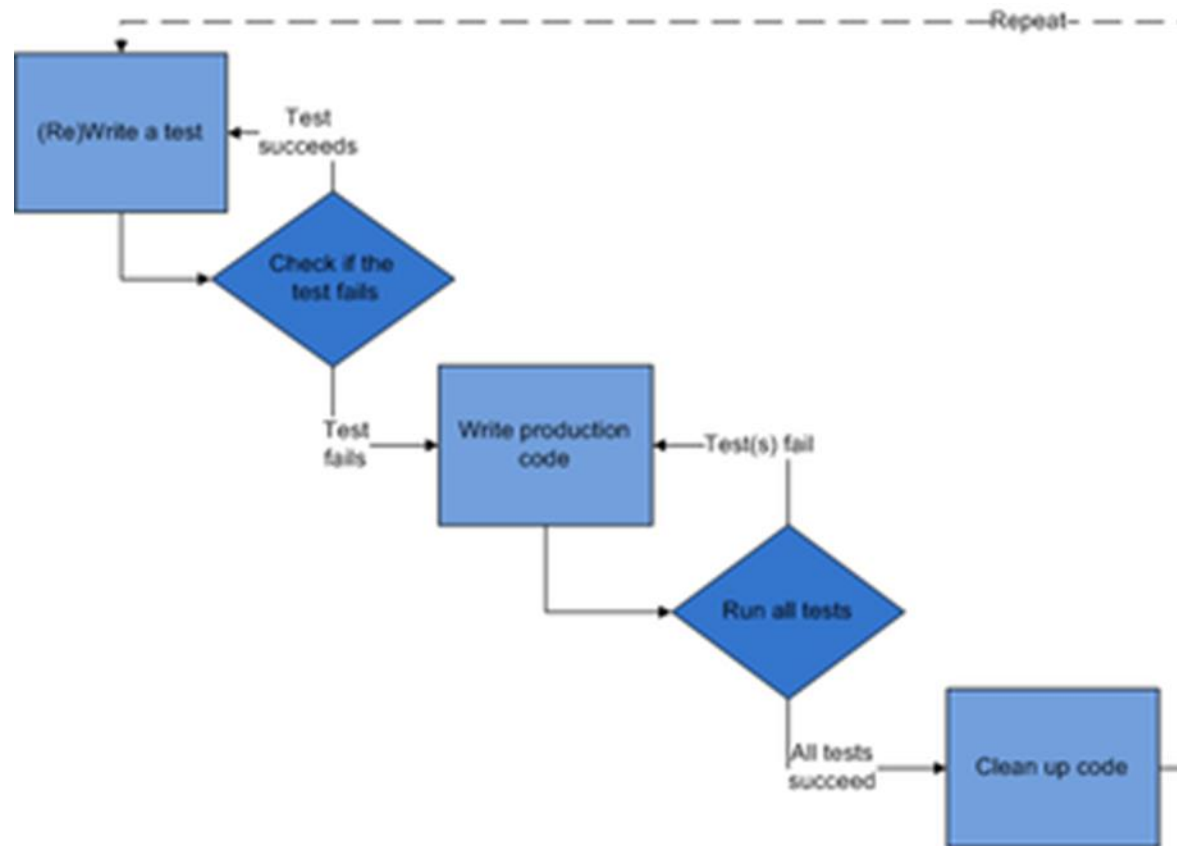 Repeat
(Re)Write a test
Test
succeeds
Check if the
test fails
Test
fails
Write production
code
Test(s) fail
Run all tests
All tests
succeed
Clean up code